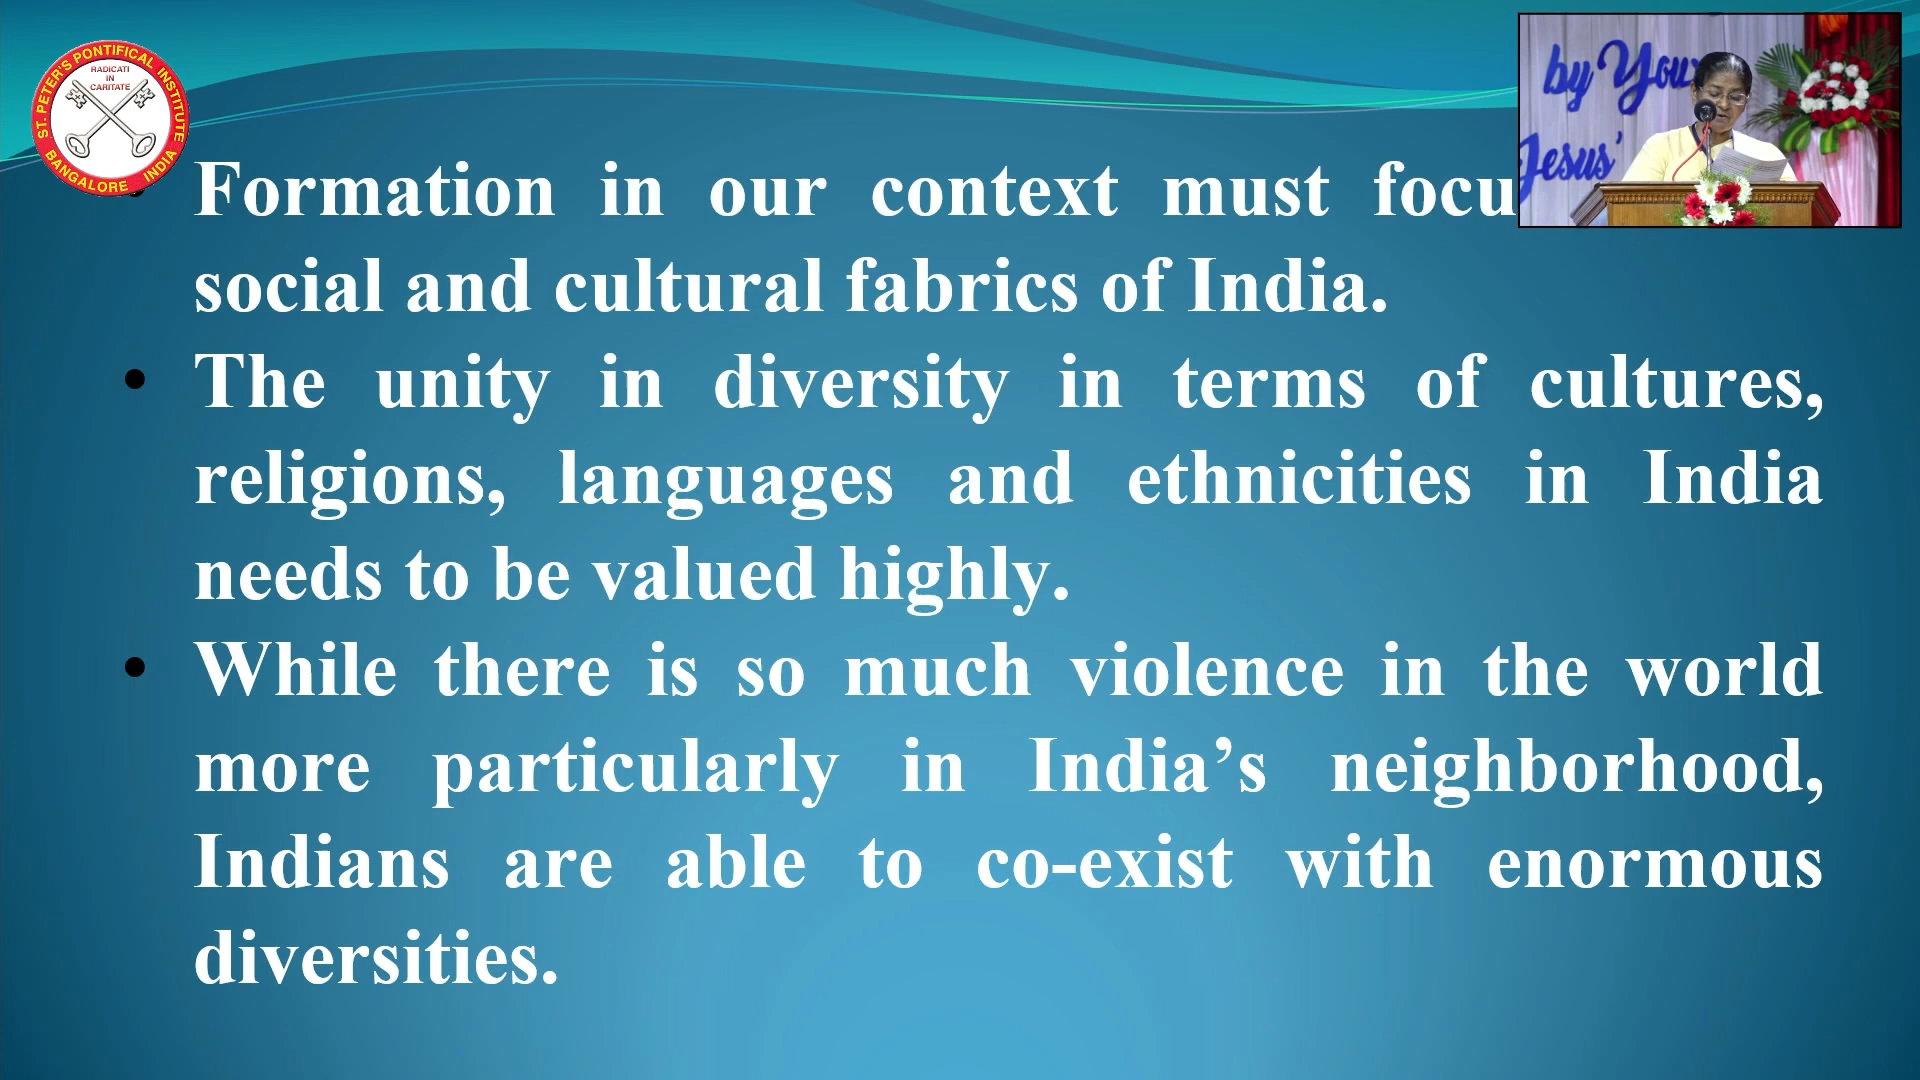 ST. PETER'S PONTIFICAL INSTITUTE
RADICATI
IN
CARITATE
BANGALORE INDIA
by You
Jesus'
Formation in our context must focu
social and cultural fabrics of India.
• The unity in diversity in terms of cultures,
religions, languages and ethnicities in India
needs to be valued highly.
• While there is so much violence in the world
more particularly in India’s neighborhood,
Indians are able to co-exist with enormous
diversities.